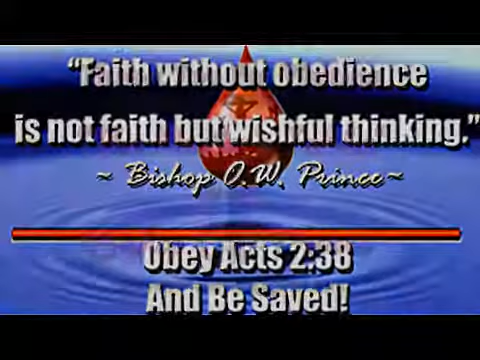 “Faith without obedience
is not faith but wishful thinking.”
~ Bishop O.W. Prince ~
Obey Acts 2:38
And Be Saved!